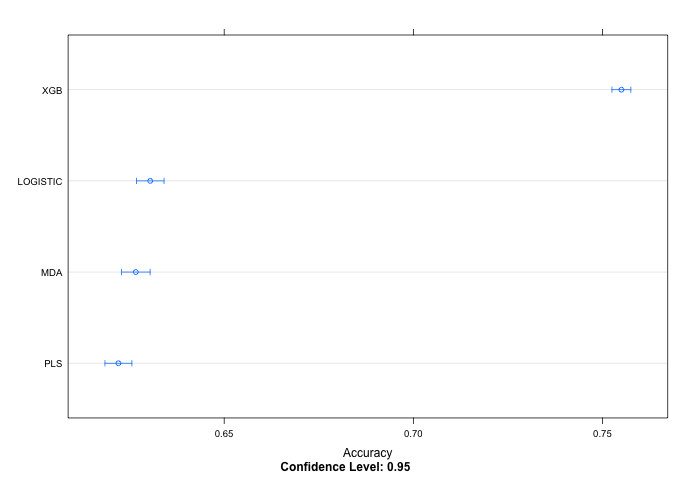 XGB
LOGISTIC
MDA
PLS
0.65 0.70 0.75
Accuracy
Confidence Level: 0.95